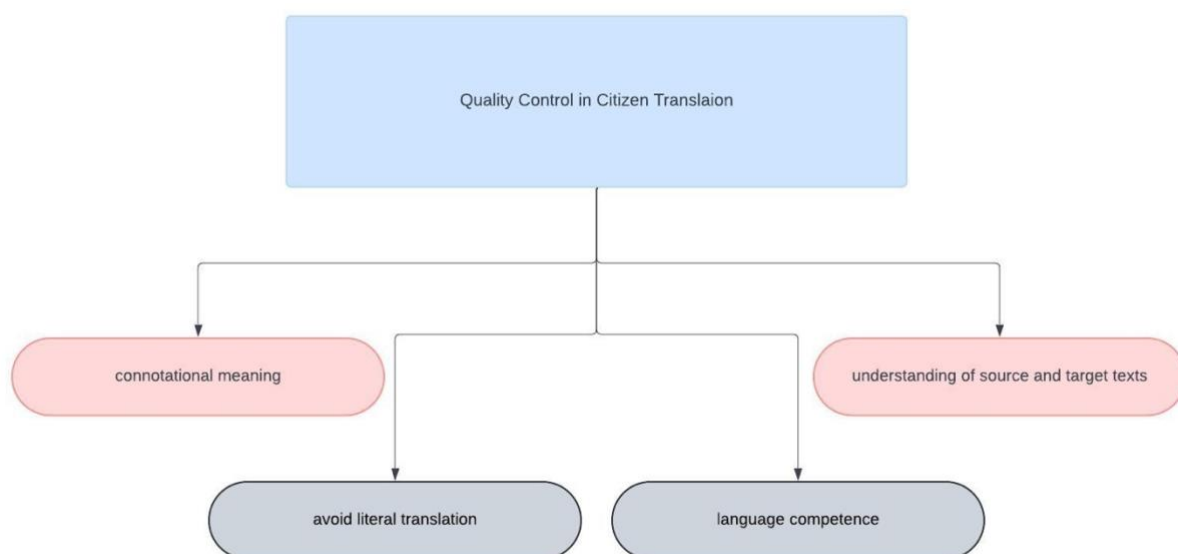 Quality Control in Citizen Translaion
connotational meaning
understanding of source and target texts
avoid literal translation
language competence